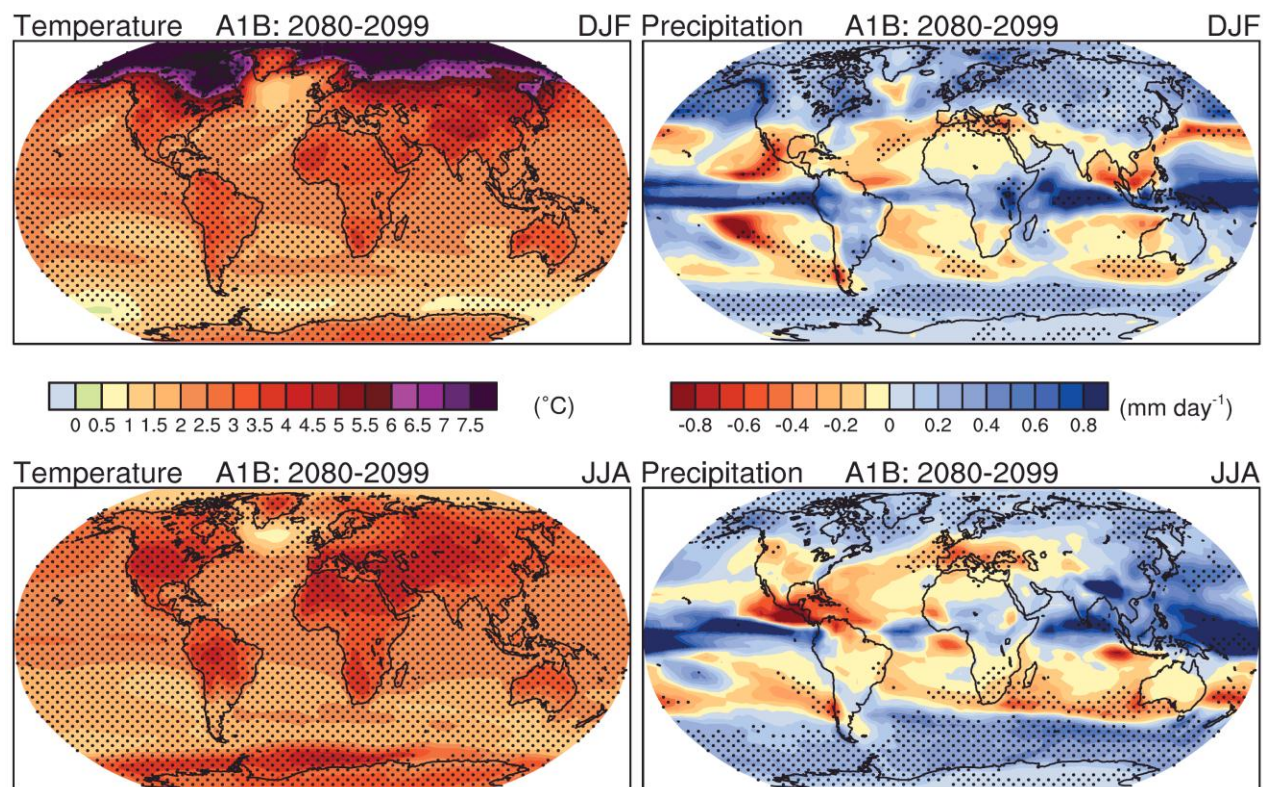 Temperature A1B: 2080-2099 DJF
Precipitation A1B: 2080-2099 DJF
0 0.5 1 1.5 2 2.5 3 3.5 4 4.5 5 5.5 6 6.5 7 7.5 (°C)
-0.8 -0.6 -0.4 -0.2 0 0.2 0.4 0.6 0.8 (mm day⁻¹)
Temperature A1B: 2080-2099 JJA
Precipitation A1B: 2080-2099 JJA